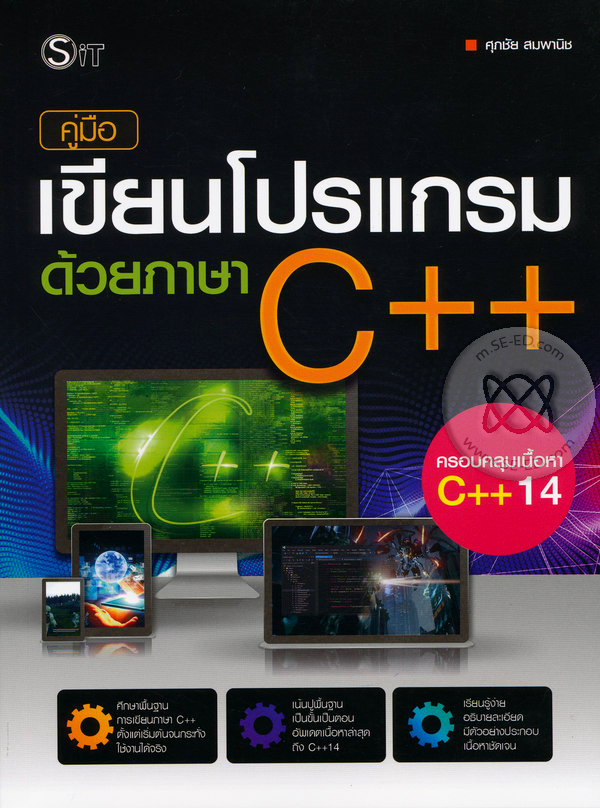 SiT
ศุภชัย สมพานิช
คู่มือ
เขียนโปรแกรม
ด้วยภาษา
C++
m.SE-ED.com
C++
ครอบคลุมเนื้อหา
C++ 14
ศึกษาพื้นฐาน
การเขียนภาษา C++
ตั้งแต่เริ่มต้นจนกระทั่ง
ใช้งานได้จริง
เน้นปูพื้นฐาน
เป็นขั้นเป็นตอน
อัพเดตเนื้อหาล่าสุด
ถึง C++14
เรียนรู้ง่าย
อธิบายละเอียด
มีตัวอย่างประกอบ
เนื้อหาชัดเจน